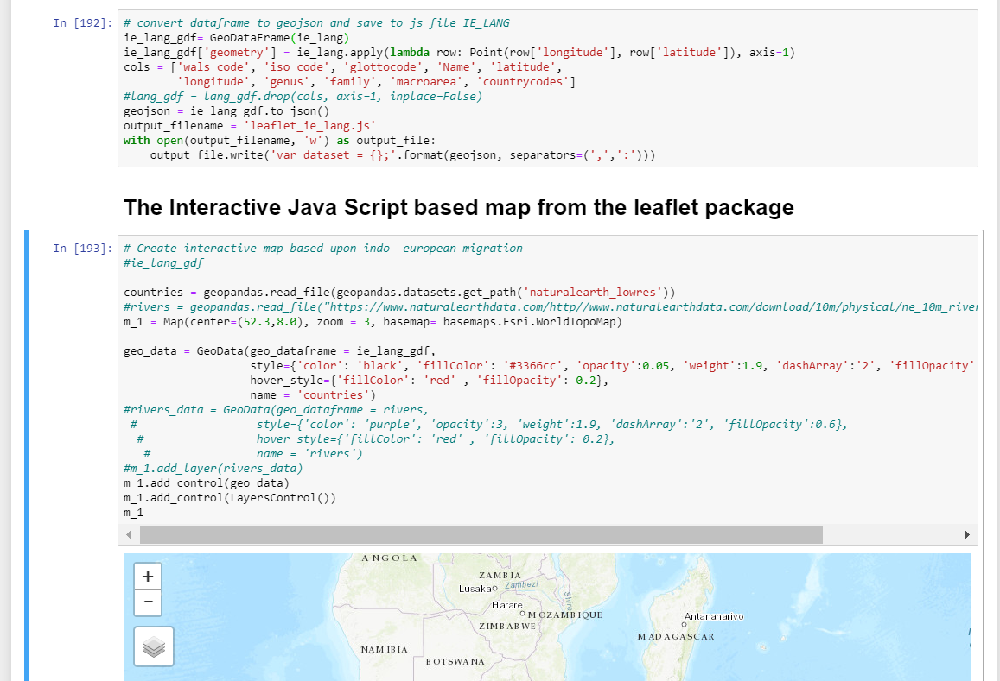 In [192]: # convert dataframe to geojson and save to js file IE_LANG
ie_lang_gdf= GeoDataFrame(ie_lang)
ie_lang_gdf['geometry'] = ie_lang.apply(lambda row: Point(row['longitude'], row['latitude']), axis=1)
cols = ['wals_code', 'iso_code', 'glottocode', 'Name', 'latitude',
        'longitude', 'genus', 'family', 'macroarea', 'countrycodes']
#lang_gdf = lang_gdf.drop(cols, axis=1, inplace=False)
geojson = ie_lang_gdf.to_json()
output_filename = 'leaflet_ie_lang.js'
with open(output_filename, 'w') as output_file:
    output_file.write('var dataset = {};'.format(geojson, separators=(',',':')))
The Interactive Java Script based map from the leaflet package
In [193]: # Create interactive map based upon indo -european migration
#ie_lang_gdf
countries = geopandas.read_file(geopandas.datasets.get_path('naturalearth_lowres'))
#rivers = geopandas.read_file("https://www.naturalearthdata.com/http//www.naturalearthdata.com/download/10m/physical/ne_10m_river
m_1 = Map(center=(52.3,8.0), zoom = 3, basemap= basemaps.Esri.WorldTopoMap)
geo_data = GeoData(geo_dataframe = ie_lang_gdf,
                   style={'color': 'black', 'fillColor': '#3366cc', 'opacity':0.05, 'weight':1.9, 'dashArray':'2', 'fillOpacity'
                   hover_style={'fillColor': 'red' , 'fillOpacity': 0.2},
                   name = 'countries')
#rivers_data = GeoData(geo_dataframe = rivers,
 #                  style={'color': 'purple', 'opacity':3, 'weight':1.9, 'dashArray':'2', 'fillOpacity':0.6},
  #                 hover_style={'fillColor': 'red' , 'fillOpacity': 0.2},
   #                name = 'rivers')
#m_1.add_layer(rivers_data)
m_1.add_control(geo_data)
m_1.add_control(LayersControl())
m_1
+
−
ANGOLA
ZAMBIA
Lusaka
Zambezi
Shire
Harare
MOZAMBIQUE
ZIMBABWE
Antananarivo
MADAGASCAR
NAMIBIA
BOTSWANA